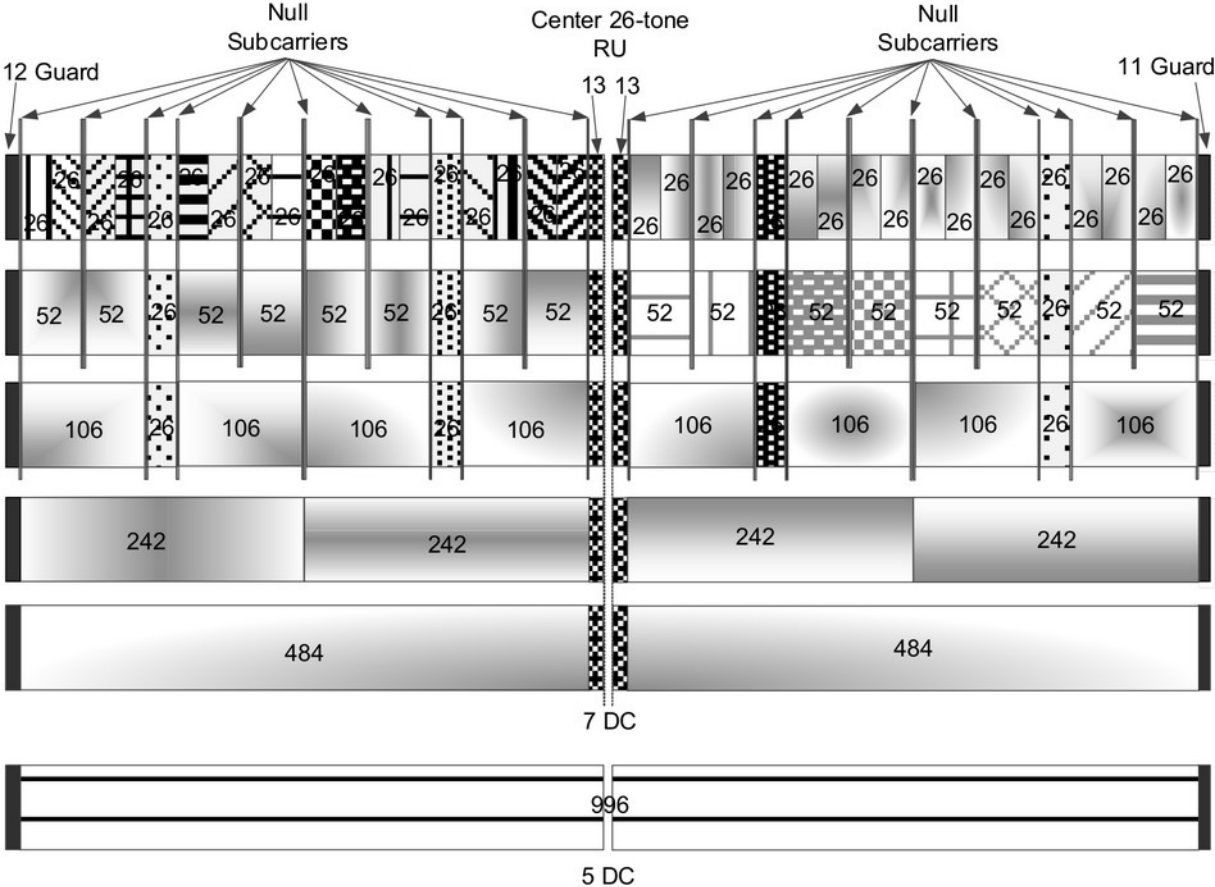 Null
Subcarriers
Center 26-tone
RU
Null
Subcarriers
12 Guard
13 13
11 Guard
26 26 26 26 26 26 26 26 26 26 26 26 26 26 26 26 26 26
26 26 26 26 26 26 26 26 26 26 26 26 26 26 26
52 52 26 52 52 52 52 26 52 52 52 52 52 52 52 52 26 52 52
106 26 106 106 26 106 106 106 106 26 106
242 242 242 242
484 484
7 DC
996
5 DC